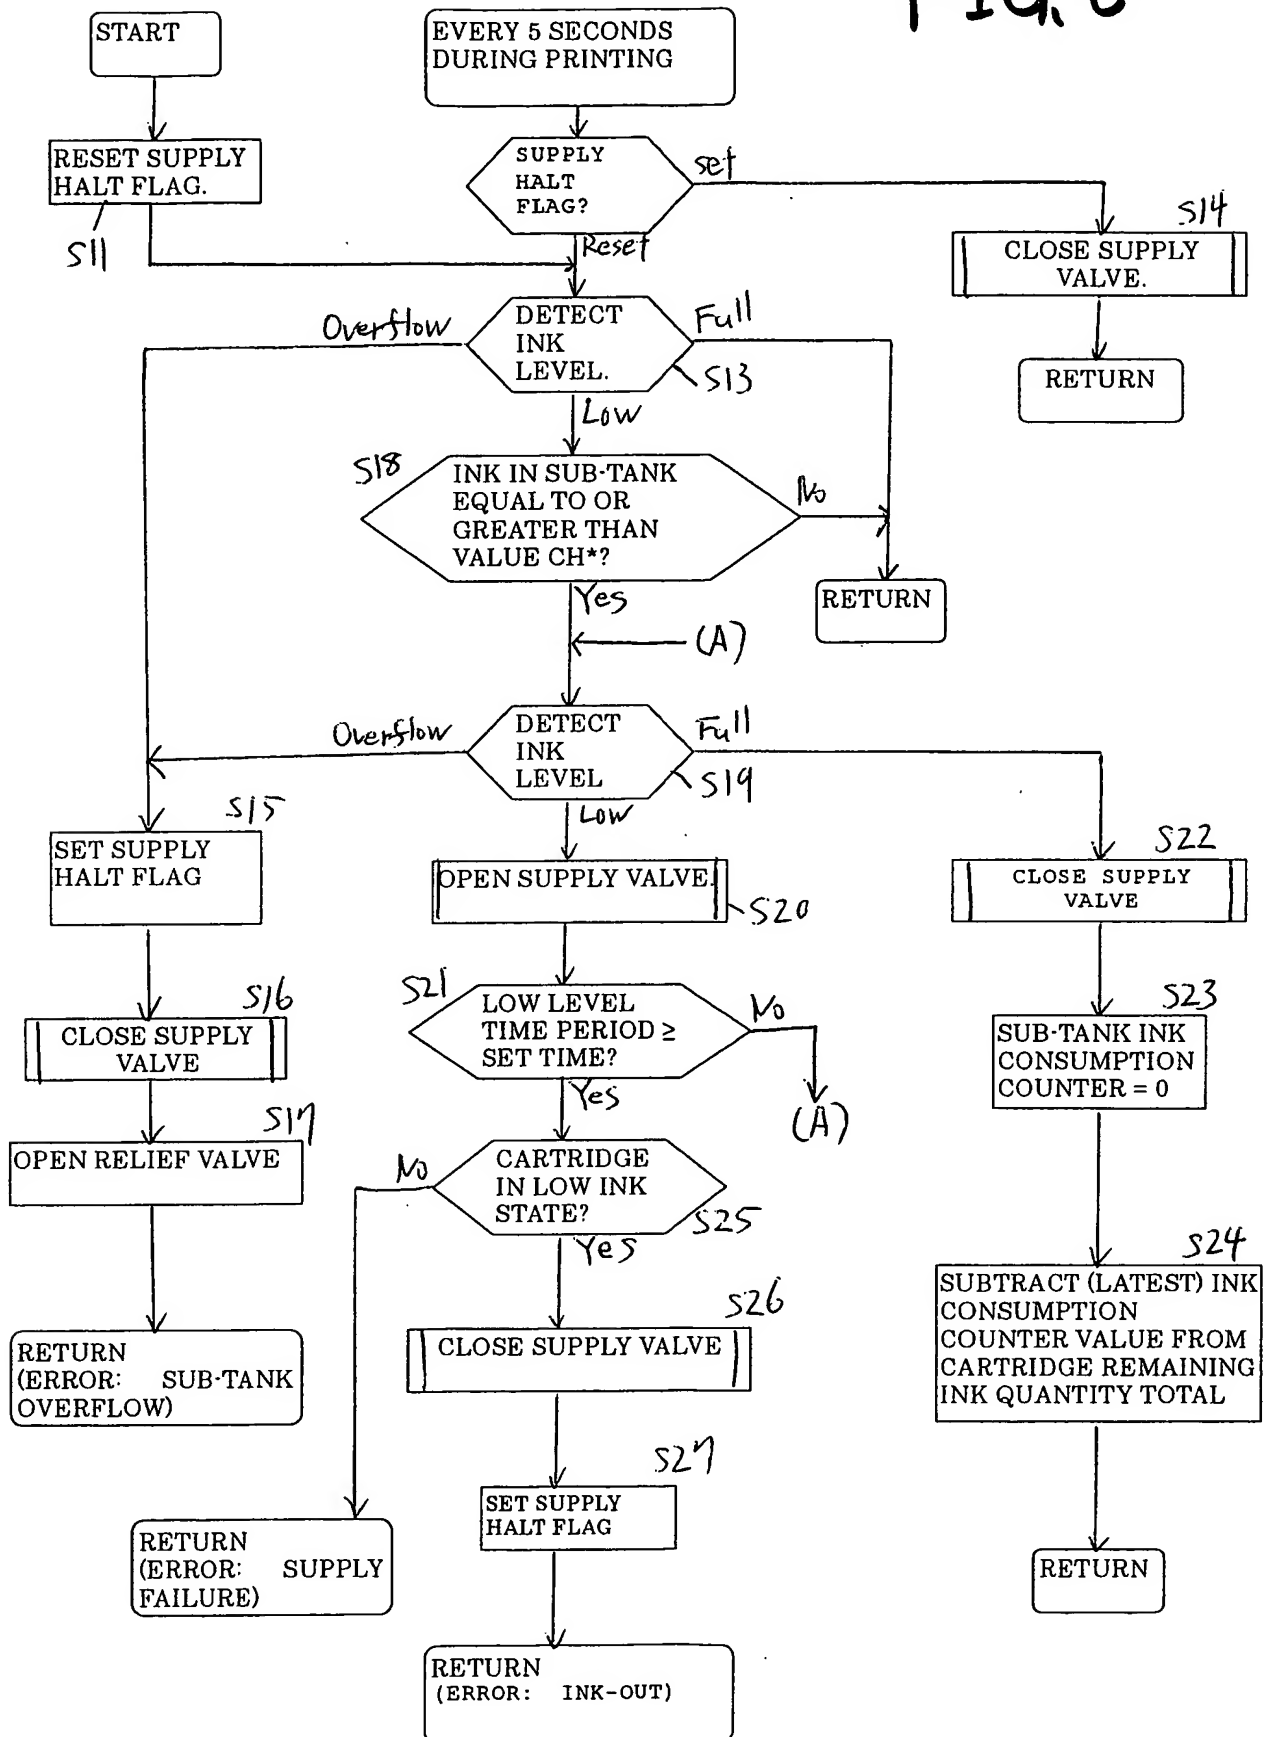 START
EVERY 5 SECONDS
DURING PRINTING
RESET SUPPLY
HALT FLAG.
S11
SUPPLY
HALT
FLAG?
set
Reset
S14
CLOSE SUPPLY
VALVE.
RETURN
Overflow
DETECT
INK
LEVEL.
Full
S13
Low
S18
INK IN SUB-TANK
EQUAL TO OR
GREATER THAN
VALUE CH*?
No
Yes
RETURN
(A)
Overflow
DETECT
INK
LEVEL
Full
S19
Low
S15
SET SUPPLY
HALT FLAG
OPEN SUPPLY VALVE.
S20
S22
CLOSE SUPPLY
VALVE
S16
CLOSE SUPPLY
VALVE
S21
LOW LEVEL
TIME PERIOD ≥
SET TIME?
No
(A)
Yes
S23
SUB-TANK INK
CONSUMPTION
COUNTER = 0
S17
OPEN RELIEF VALVE
No
CARTRIDGE
IN LOW INK
STATE?
S25
Yes
S24
SUBTRACT (LATEST) INK
CONSUMPTION
COUNTER VALUE FROM
CARTRIDGE REMAINING
INK QUANTITY TOTAL
S26
CLOSE SUPPLY VALVE
RETURN
(ERROR: SUB-TANK
OVERFLOW)
S27
SET SUPPLY
HALT FLAG
RETURN
(ERROR: SUPPLY
FAILURE)
RETURN
RETURN
(ERROR: INK-OUT)